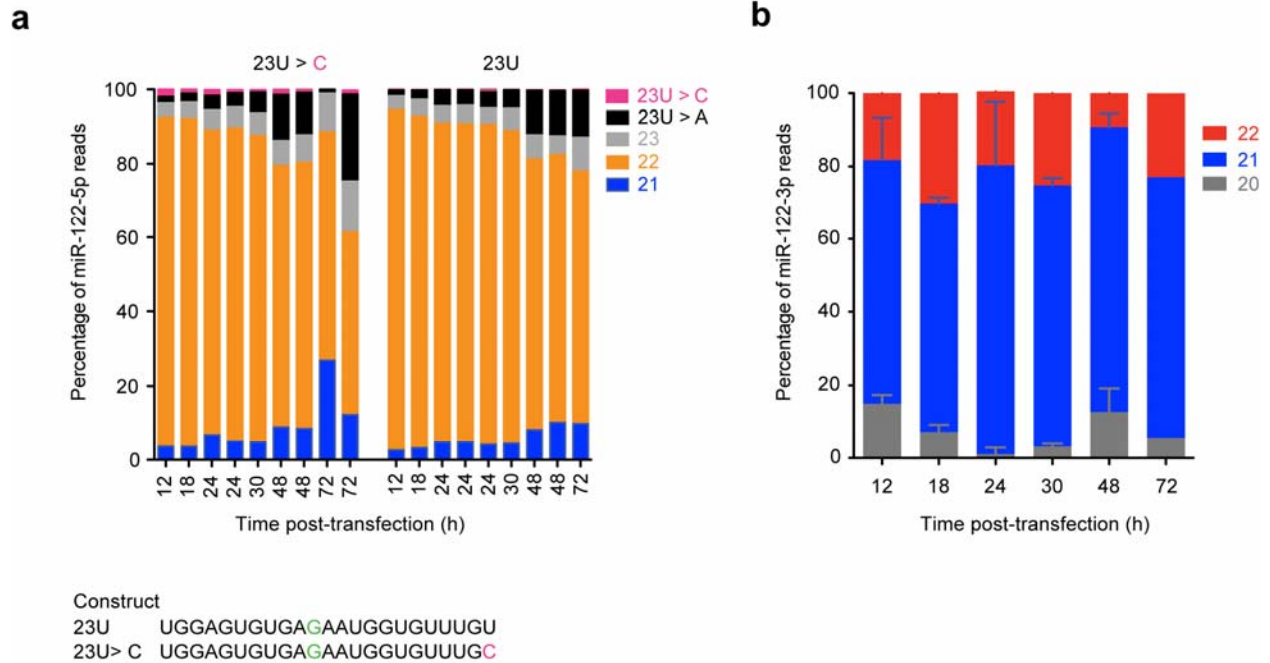 a
23U > C
23U
100
80
60
40
20
0
Percentage of miR-122-5p reads
12 18 24 24 30 48 48 72 72
12 18 24 24 24 30 48 48 72
Time post-transfection (h)
23U > C
23U > A
23
22
21
b
100
80
60
40
20
0
Percentage of miR-122-3p reads
12 18 24 30 48 72
Time post-transfection (h)
22
21
20
Construct
23U UGGAGUGUGAGAAUGGUGUUUGU
23U> C UGGAGUGUGAGAAUGGUGUUUGC